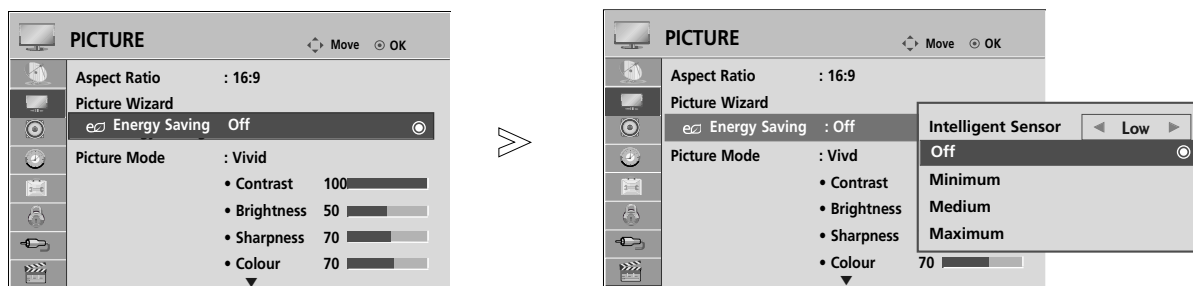 PICTURE
Move OK
Aspect Ratio : 16:9
Picture Wizard
Energy Saving Off
Picture Mode : Vivid
• Contrast 100
• Brightness 50
• Sharpness 70
• Colour 70
PICTURE
Move OK
Aspect Ratio : 16:9
Picture Wizard
Energy Saving : Off
Picture Mode : Vivd
• Contrast
• Brightness
• Sharpness
• Colour 70
Intelligent Sensor Low
Off
Minimum
Medium
Maximum